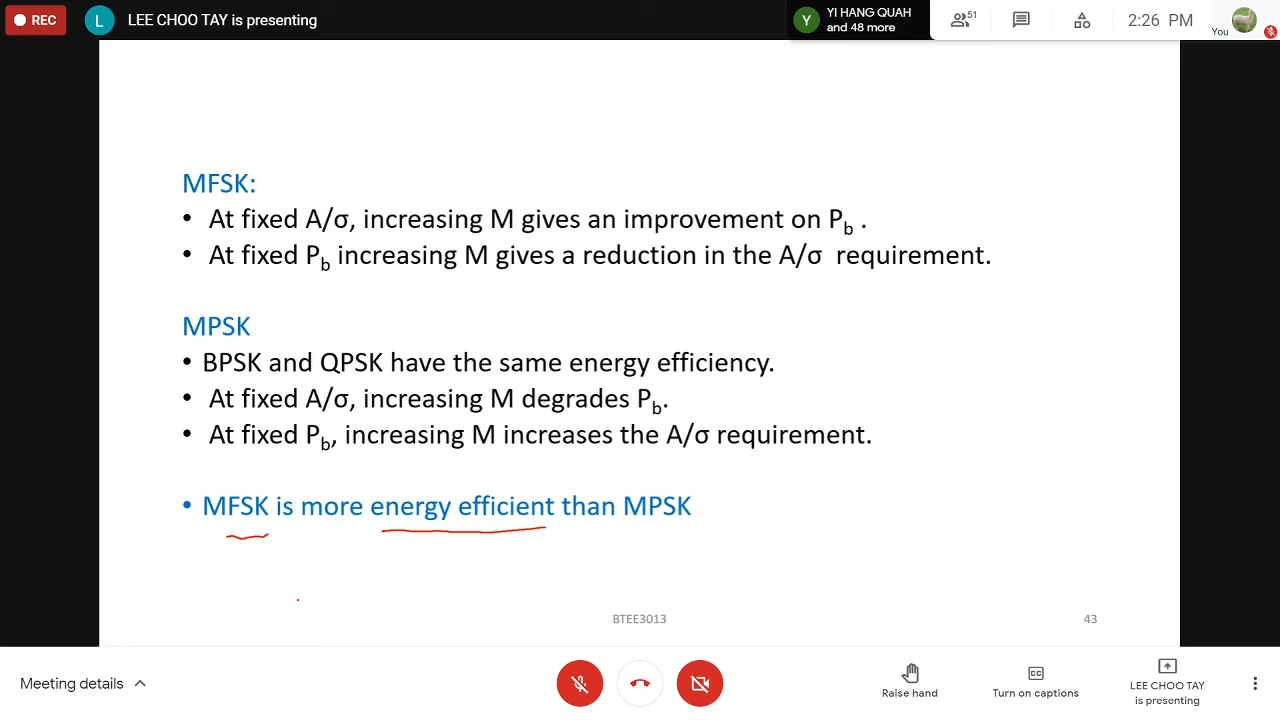 REC
L
LEE CHOO TAY is presenting
Y
YI HANG QUAH
and 48 more
51
2:26 PM
You
MFSK:
• At fixed A/σ, increasing M gives an improvement on Pb .
• At fixed Pb increasing M gives a reduction in the A/σ requirement.
MPSK
• BPSK and QPSK have the same energy efficiency.
• At fixed A/σ, increasing M degrades Pb.
• At fixed Pb, increasing M increases the A/σ requirement.
• MFSK is more energy efficient than MPSK
BTEE3013
43
Meeting details
Raise hand
CC
Turn on captions
LEE CHOO TAY
is presenting